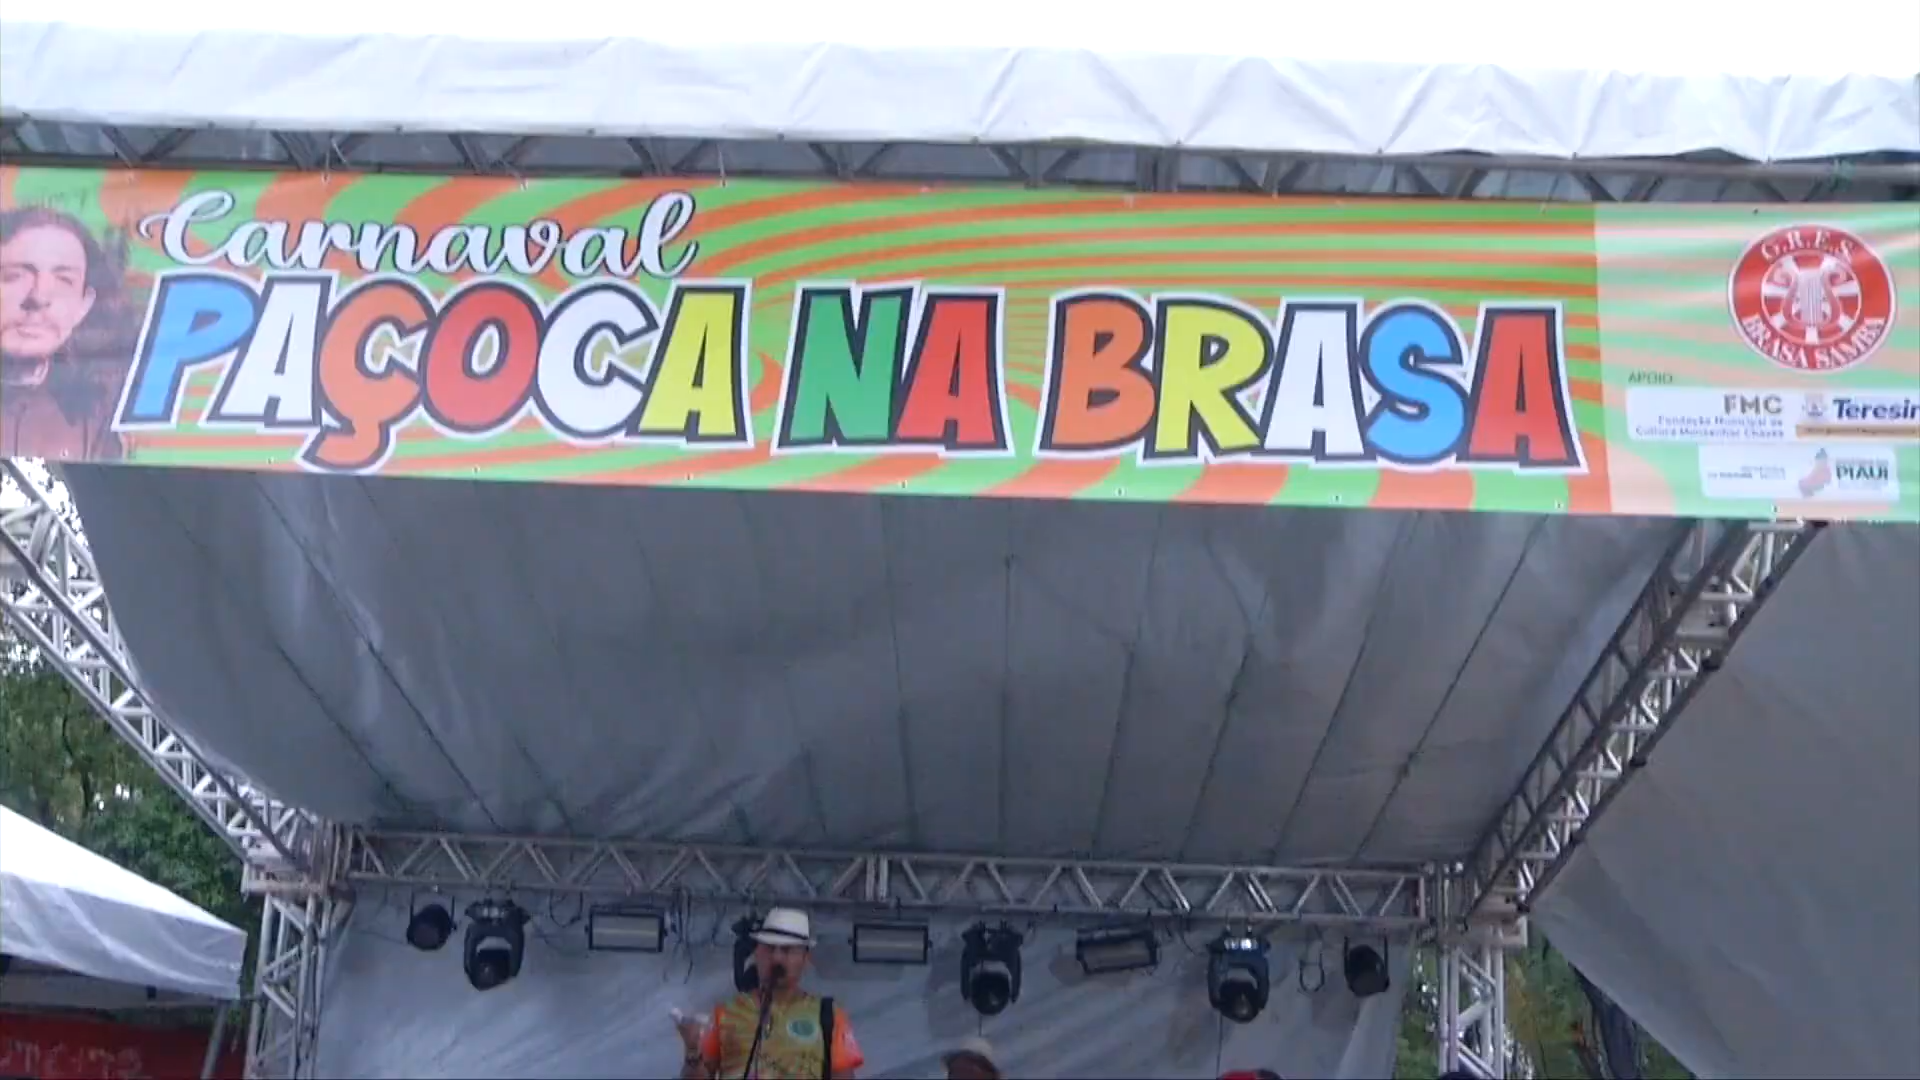 Carnaval
PAÇOCA NA BRASA
G.R.E.S
BRASA SAMBA
APOIO:
FMC
Fundação Municipal de
Cultura Monsenhor Chaves
Teresin
PIAUÍ